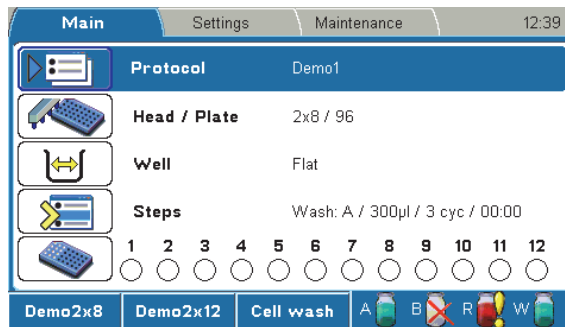 Main Settings Maintenance 12:39
Protocol Demo1
Head / Plate 2x8 / 96
Well Flat
Steps Wash: A / 300µl / 3 cyc / 00:00
1 2 3 4 5 6 7 8 9 10 11 12
Demo2x8 Demo2x12 Cell wash A B R W